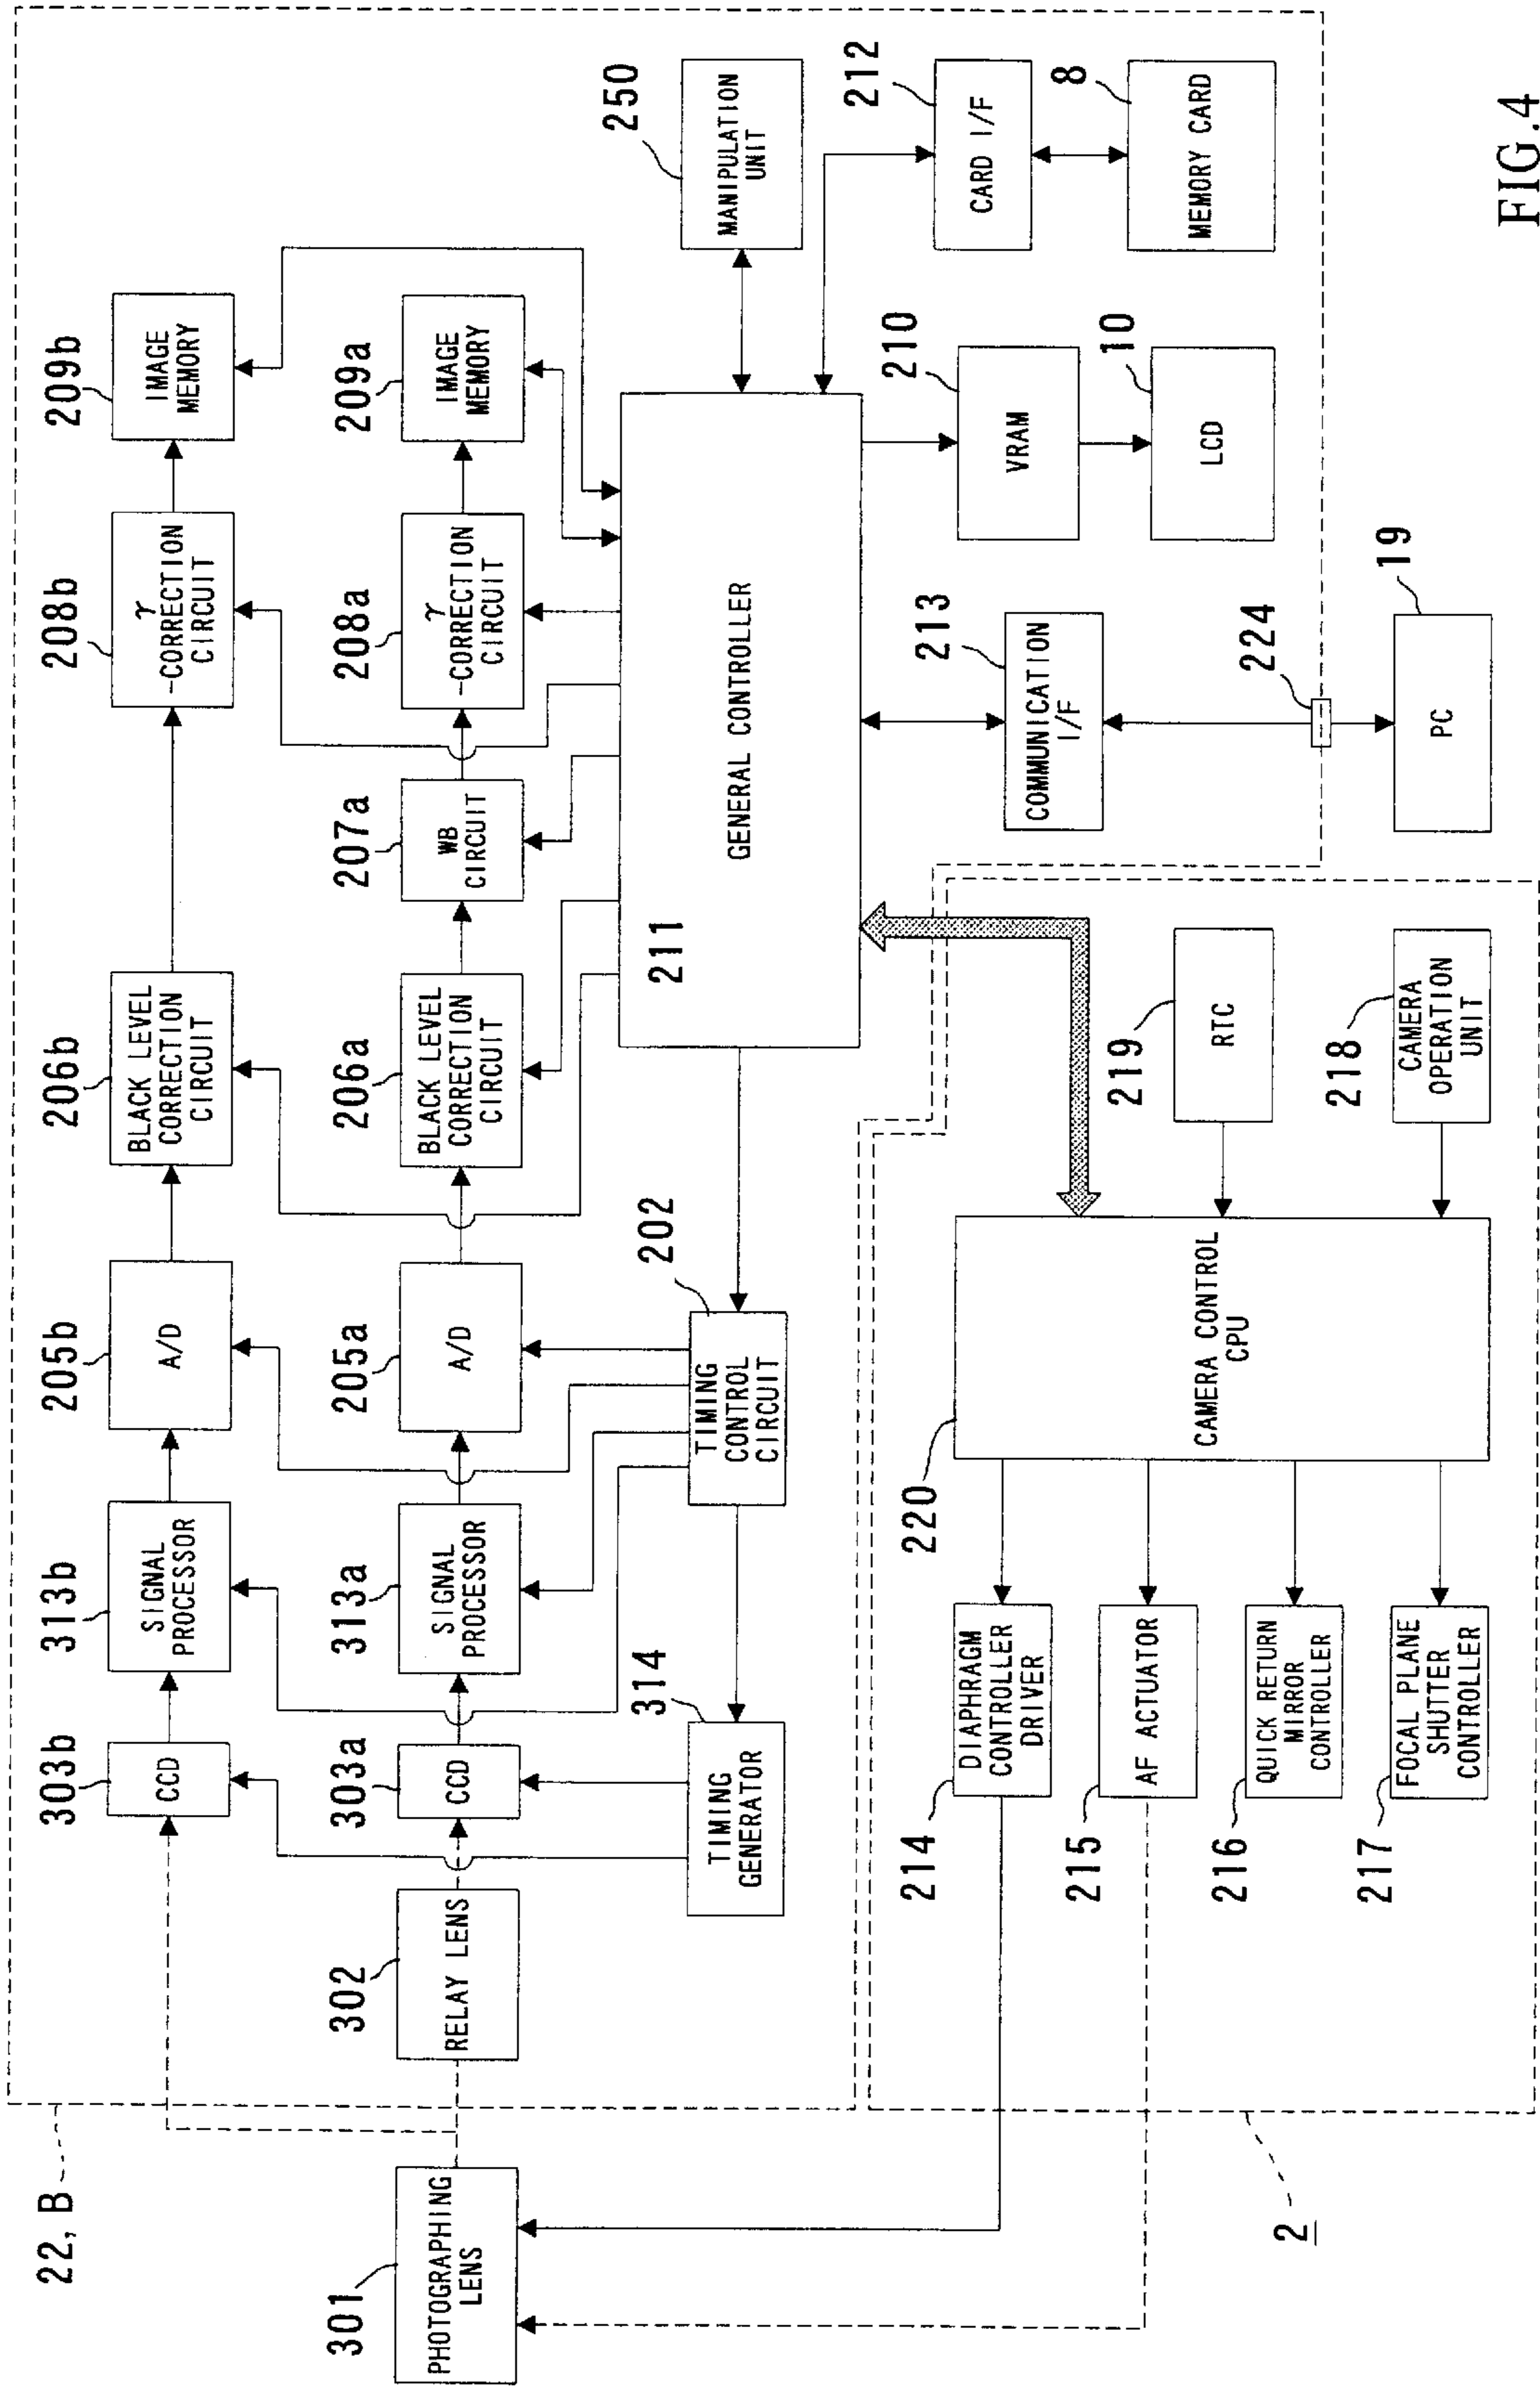 22, B
303b
CCD
313b
SIGNAL
PROCESSOR
205b
A/D
206b
BLACK LEVEL
CORRECTION
CIRCUIT
208b
γ
-CORRECTION
CIRCUIT
209b
IMAGE
MEMORY
301
PHOTOGRAPHING
LENS
302
RELAY LENS
303a
CCD
313a
SIGNAL
PROCESSOR
205a
A/D
206a
BLACK LEVEL
CORRECTION
CIRCUIT
207a
WB
CIRCUIT
208a
γ
-CORRECTION
CIRCUIT
209a
IMAGE
MEMORY
314
TIMING
GENERATOR
202
TIMING
CONTROL
CIRCUIT
211
GENERAL CONTROLLER
250
MANIPULATION
UNIT
214
DIAPHRAGM
CONTROLLER
DRIVER
215
AF ACTUATOR
216
QUICK RETURN
MIRROR
CONTROLLER
217
FOCAL PLANE
SHUTTER
CONTROLLER
220
CAMERA CONTROL
CPU
219
RTC
218
CAMERA
OPERATION
UNIT
213
COMMUNICATION
I/F
224
19
PC
210
VRAM
10
LCD
212
CARD I/F
8
MEMORY CARD
2
FIG.4